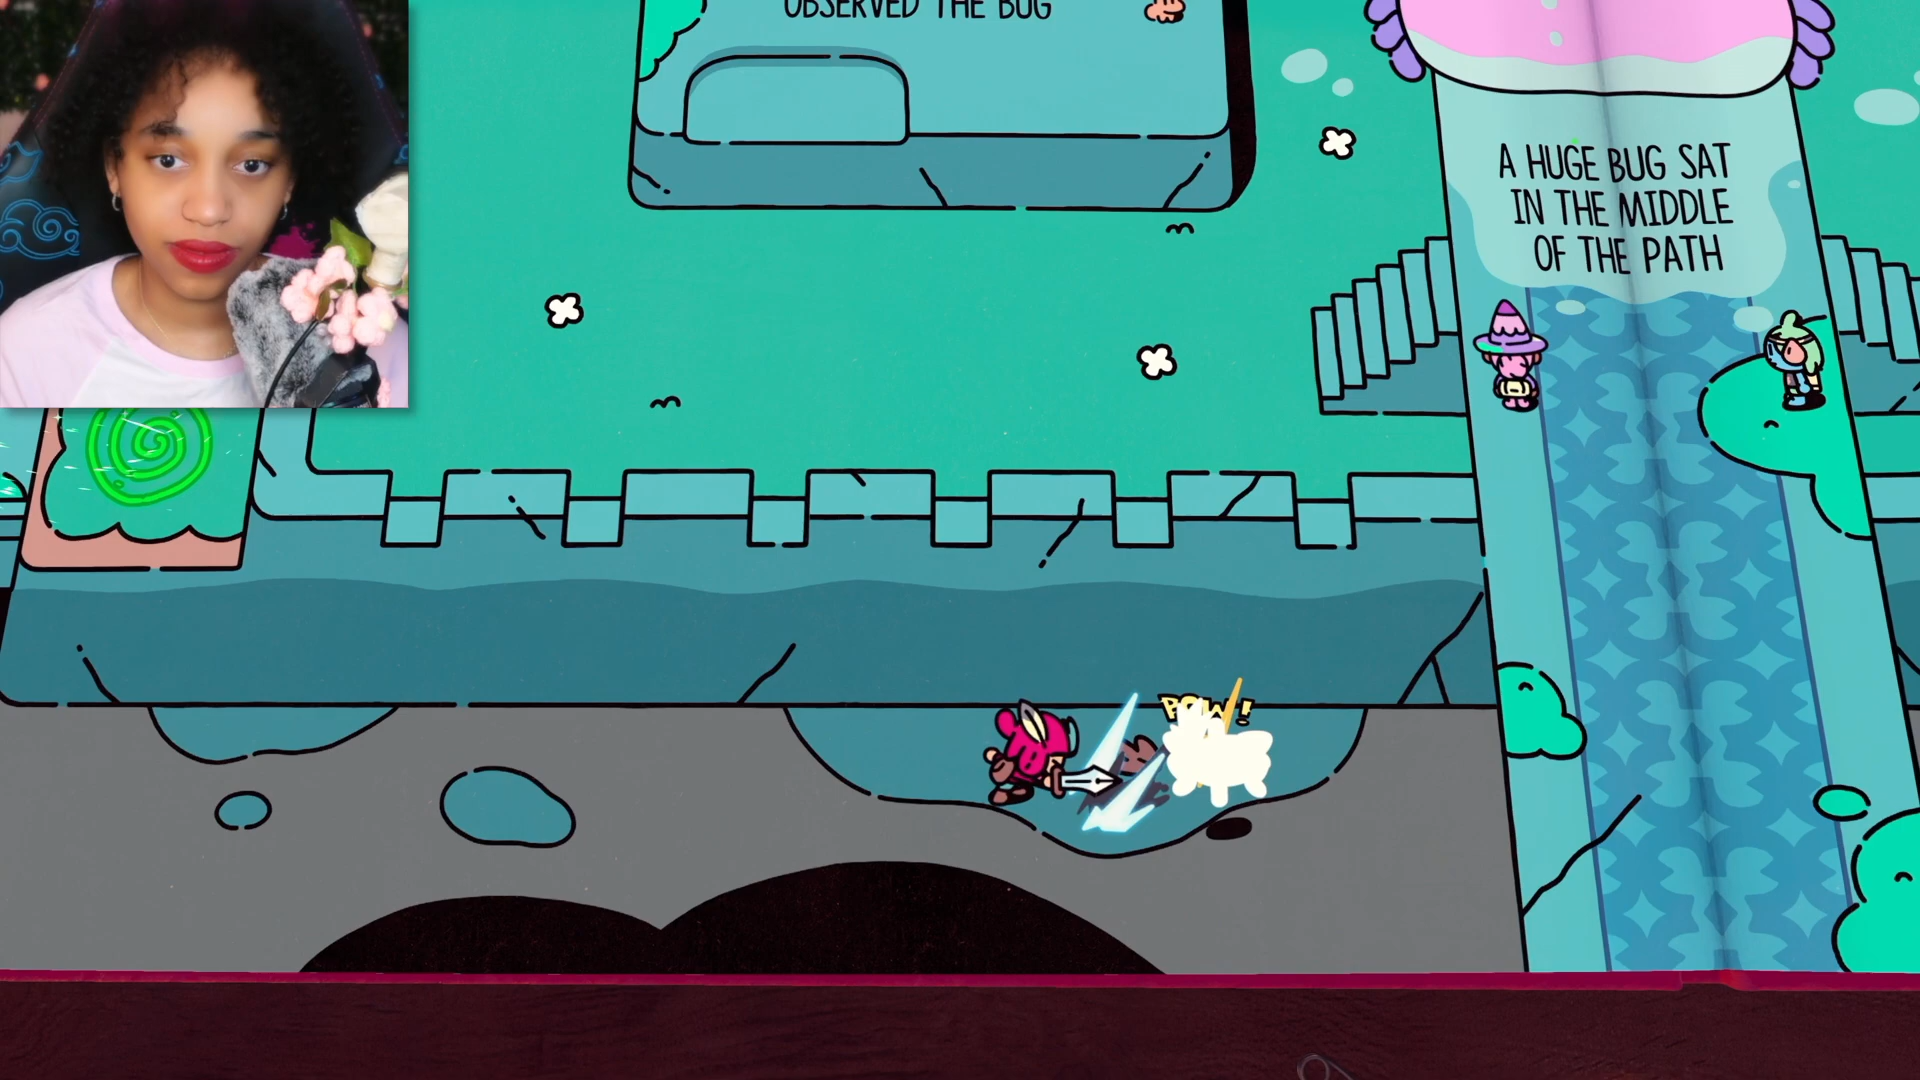 OBSERVED THE BUG
A HUGE BUG SAT
IN THE MIDDLE
OF THE PATH
POW!